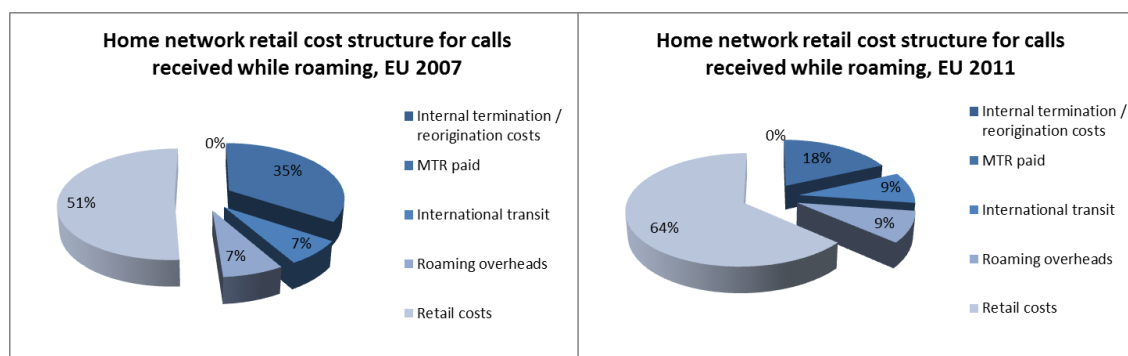 Home network retail cost structure for calls
received while roaming, EU 2007
0%
35%
7%
7%
51%
Internal termination /
reorigination costs
MTR paid
International transit
Roaming overheads
Retail costs
Home network retail cost structure for calls
received while roaming, EU 2011
0%
18%
9%
9%
64%
Internal termination /
reorigination costs
MTR paid
International transit
Roaming overheads
Retail costs